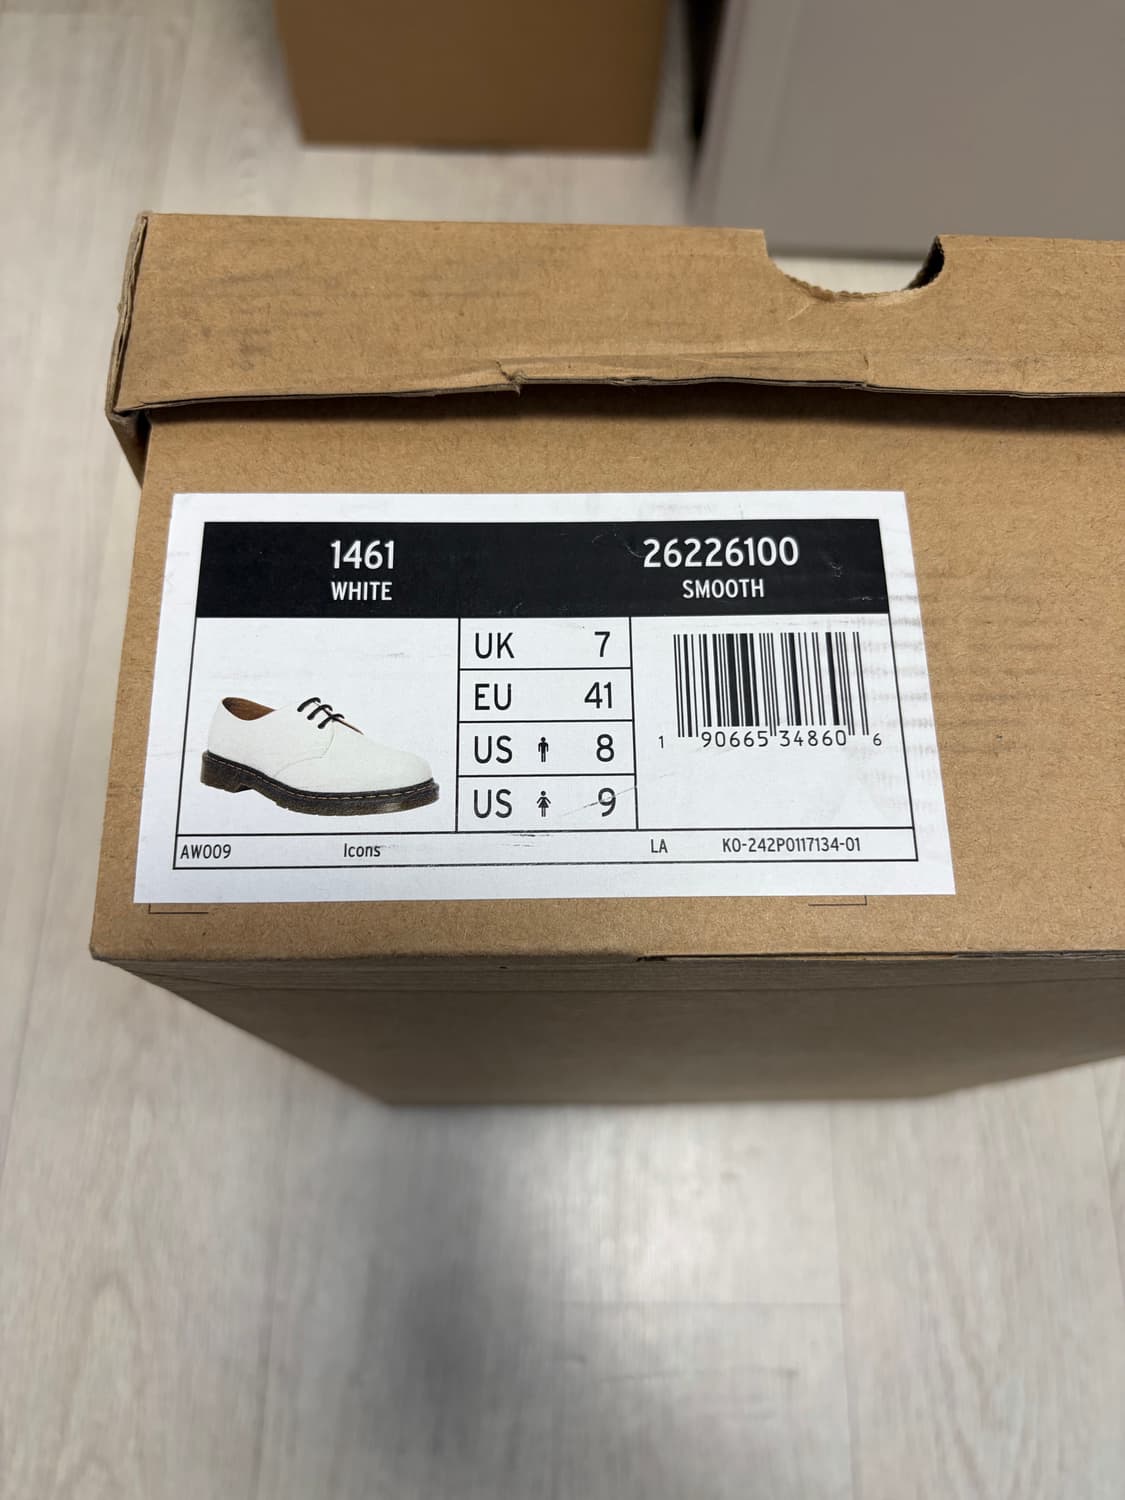 1461
WHITE
26226100
SMOOTH
UK 7
EU 41
US 8
US 9
1 90665 34860 6
AW009 Icons LA KO-242P0117134-01